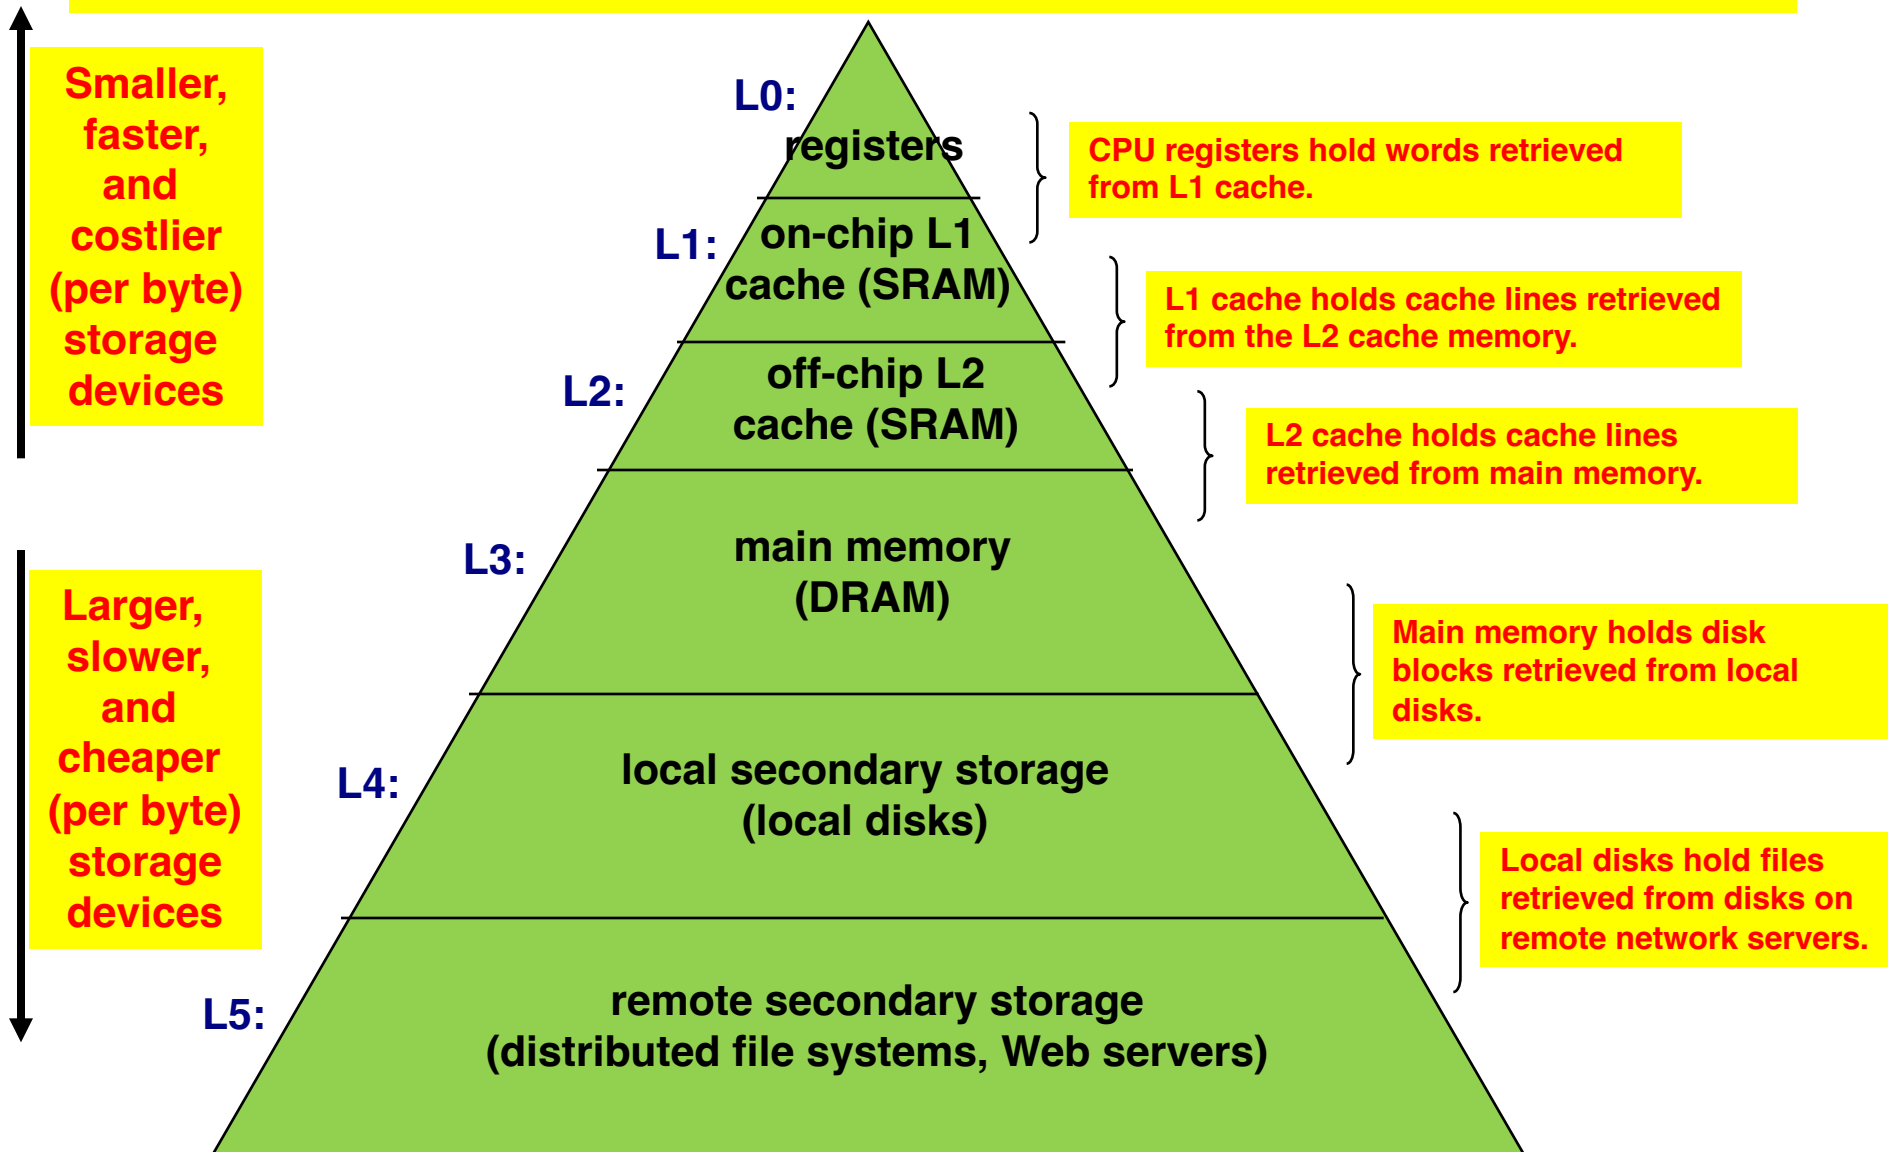 Smaller,
faster,
and
costlier
(per byte)
storage
devices
Larger,
slower,
and
cheaper
(per byte)
storage
devices
L0:
registers
CPU registers hold words retrieved
from L1 cache.
L1:
on-chip L1
cache (SRAM)
L1 cache holds cache lines retrieved
from the L2 cache memory.
L2:
off-chip L2
cache (SRAM)
L2 cache holds cache lines
retrieved from main memory.
L3:
main memory
(DRAM)
Main memory holds disk
blocks retrieved from local
disks.
L4:
local secondary storage
(local disks)
Local disks hold files
retrieved from disks on
remote network servers.
L5:
remote secondary storage
(distributed file systems, Web servers)